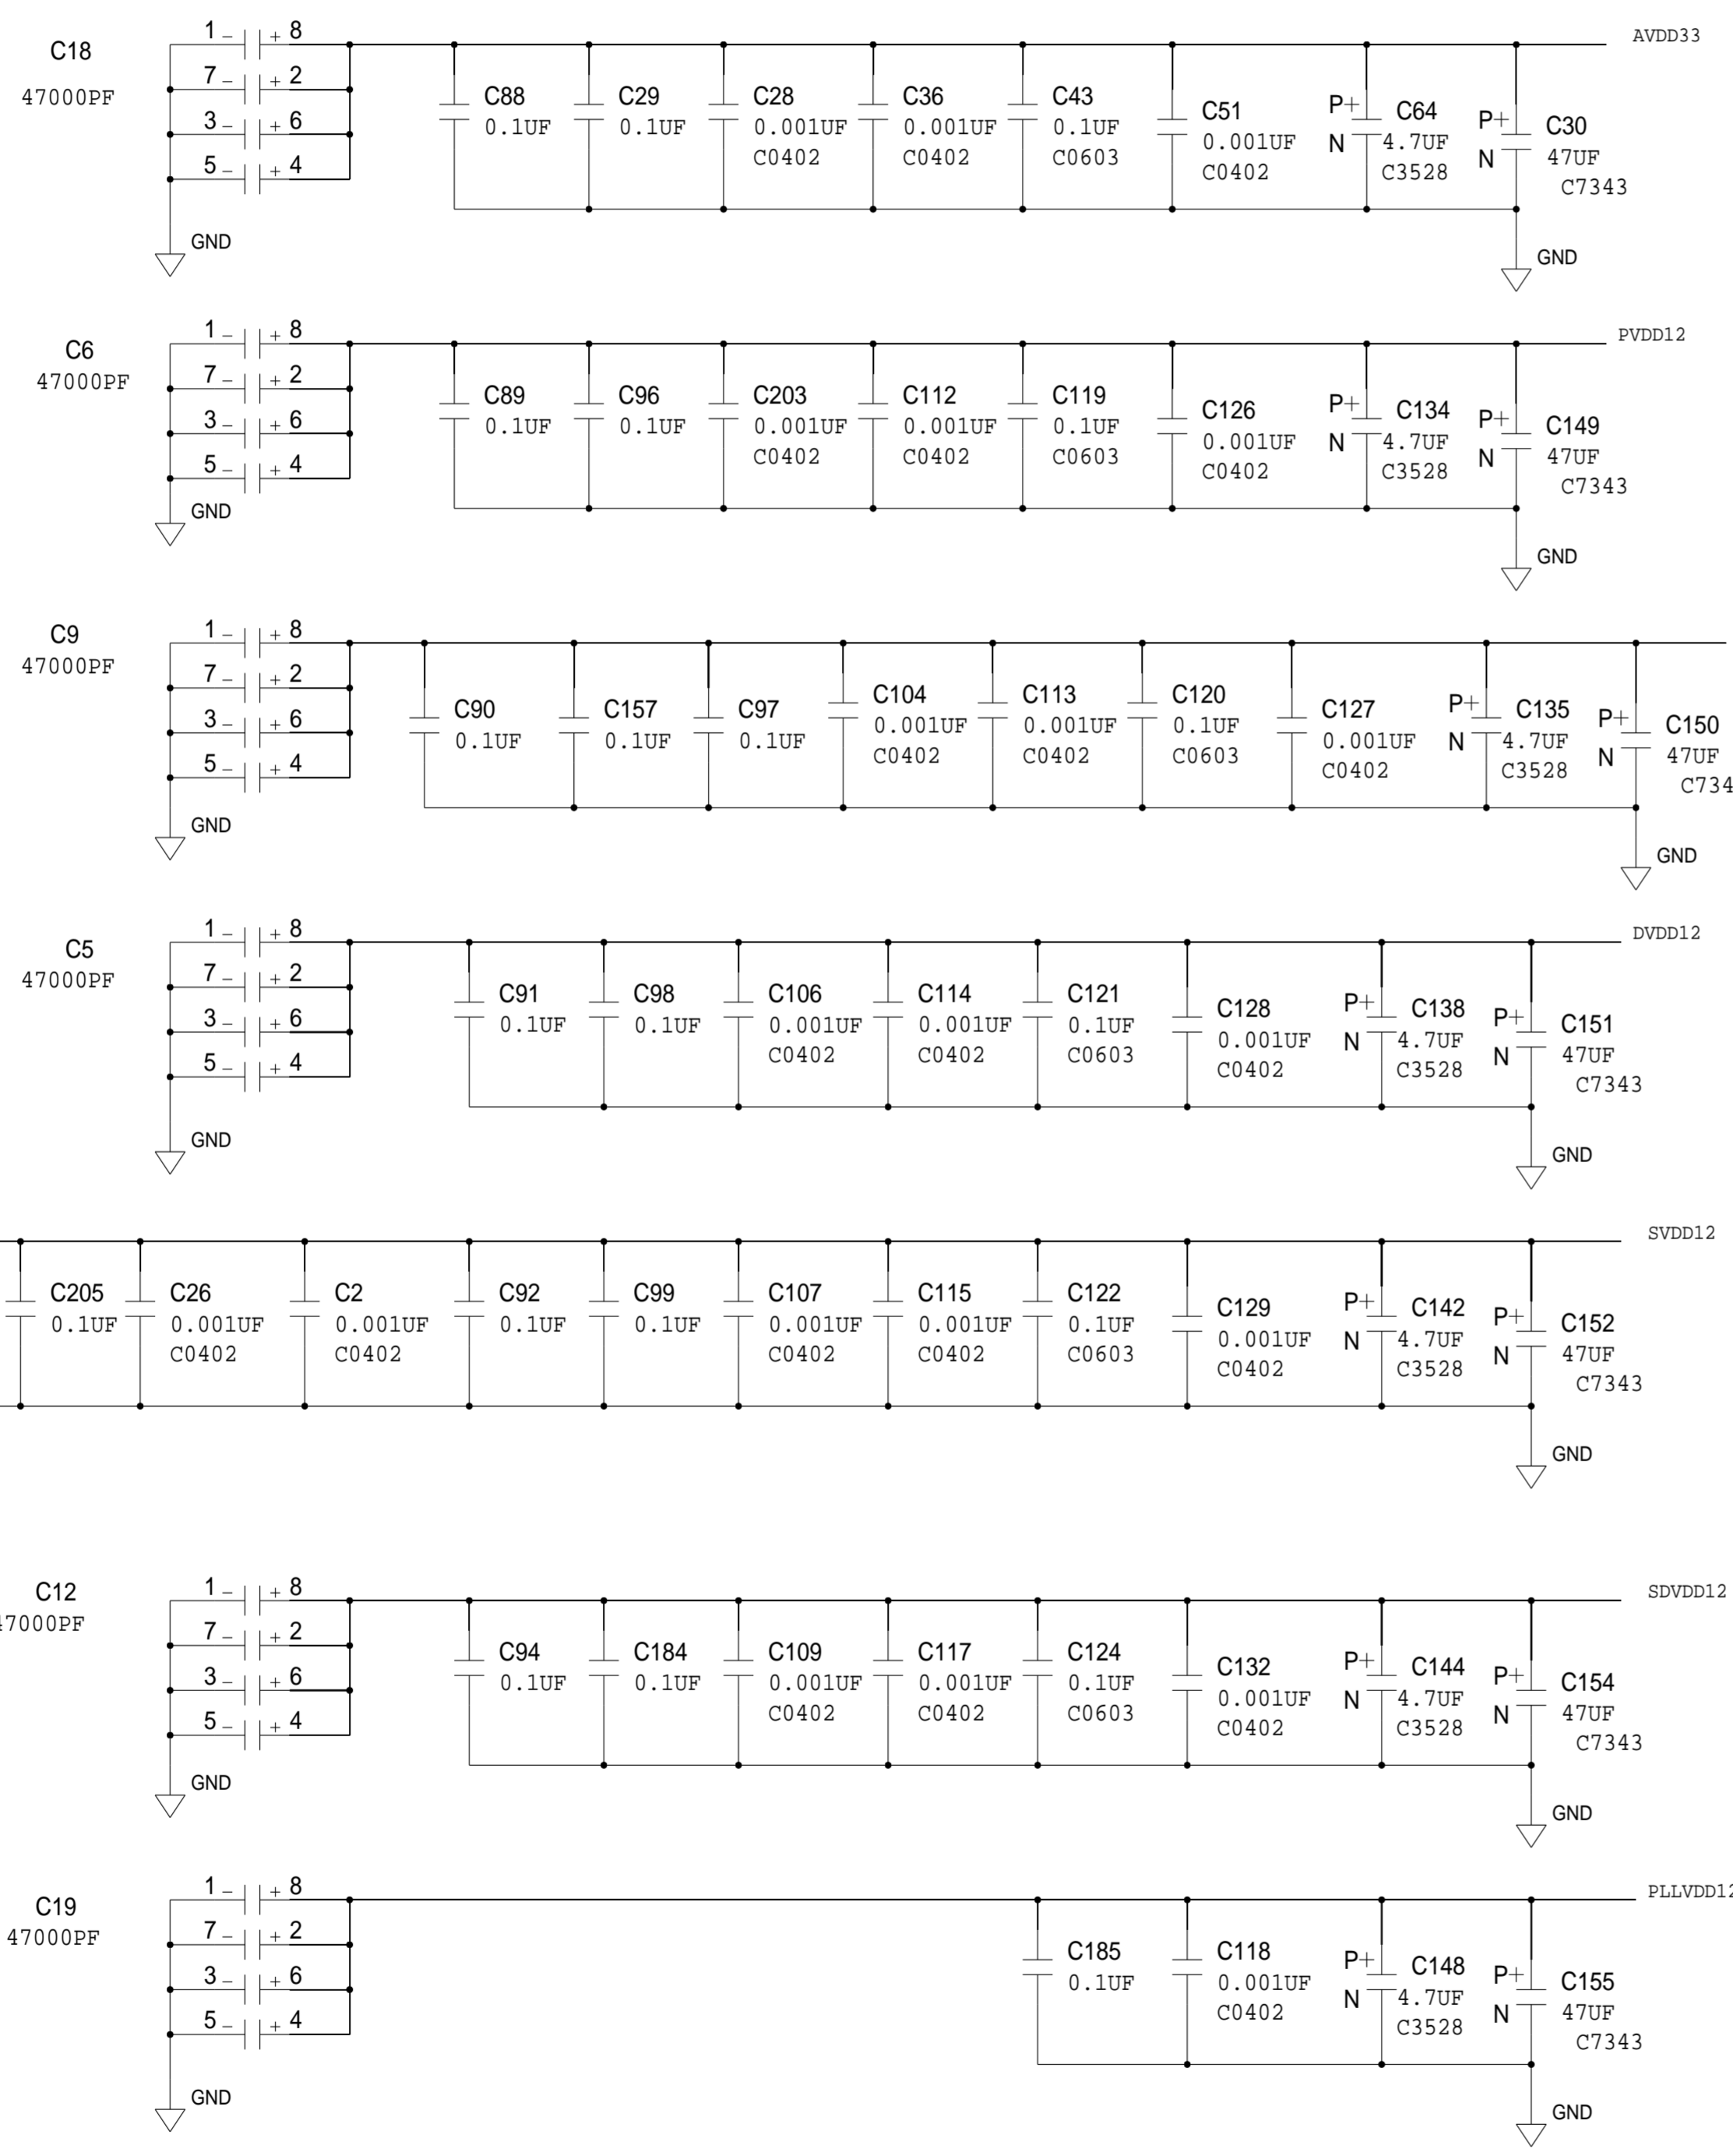 C18
47000PF
1 - + 8
7 - + 2
3 - + 6
5 - + 4
GND
C88
0.1UF
C29
0.1UF
C28
0.001UF
C0402
C36
0.001UF
C0402
C43
0.1UF
C0603
C51
0.001UF
C0402
P+
N
C64
4.7UF
C3528
P+
N
C30
47UF
C7343
AVDD33
GND
C6
47000PF
1 - + 8
7 - + 2
3 - + 6
5 - + 4
GND
C89
0.1UF
C96
0.1UF
C203
0.001UF
C0402
C112
0.001UF
C0402
C119
0.1UF
C0603
C126
0.001UF
C0402
P+
N
C134
4.7UF
C3528
P+
N
C149
47UF
C7343
PVDD12
GND
C9
47000PF
1 - + 8
7 - + 2
3 - + 6
5 - + 4
GND
C90
0.1UF
C157
0.1UF
C97
0.1UF
C104
0.001UF
C0402
C113
0.001UF
C0402
C120
0.1UF
C0603
C127
0.001UF
C0402
P+
N
C135
4.7UF
C3528
P+
N
C150
47UF
C734
GND
C5
47000PF
1 - + 8
7 - + 2
3 - + 6
5 - + 4
GND
C91
0.1UF
C98
0.1UF
C106
0.001UF
C0402
C114
0.001UF
C0402
C121
0.1UF
C0603
C128
0.001UF
C0402
P+
N
C138
4.7UF
C3528
P+
N
C151
47UF
C7343
DVDD12
GND
C205
0.1UF
C26
0.001UF
C0402
C2
0.001UF
C0402
C92
0.1UF
C99
0.1UF
C107
0.001UF
C0402
C115
0.001UF
C0402
C122
0.1UF
C0603
C129
0.001UF
C0402
P+
N
C142
4.7UF
C3528
P+
N
C152
47UF
C7343
SVDD12
GND
C12
7000PF
1 - + 8
7 - + 2
3 - + 6
5 - + 4
GND
C94
0.1UF
C184
0.1UF
C109
0.001UF
C0402
C117
0.001UF
C0402
C124
0.1UF
C0603
C132
0.001UF
C0402
P+
N
C144
4.7UF
C3528
P+
N
C154
47UF
C7343
SDVDD12
GND
C19
47000PF
1 - + 8
7 - + 2
3 - + 6
5 - + 4
GND
C185
0.1UF
C118
0.001UF
C0402
P+
N
C148
4.7UF
C3528
P+
N
C155
47UF
C7343
PLLVDD12
GND